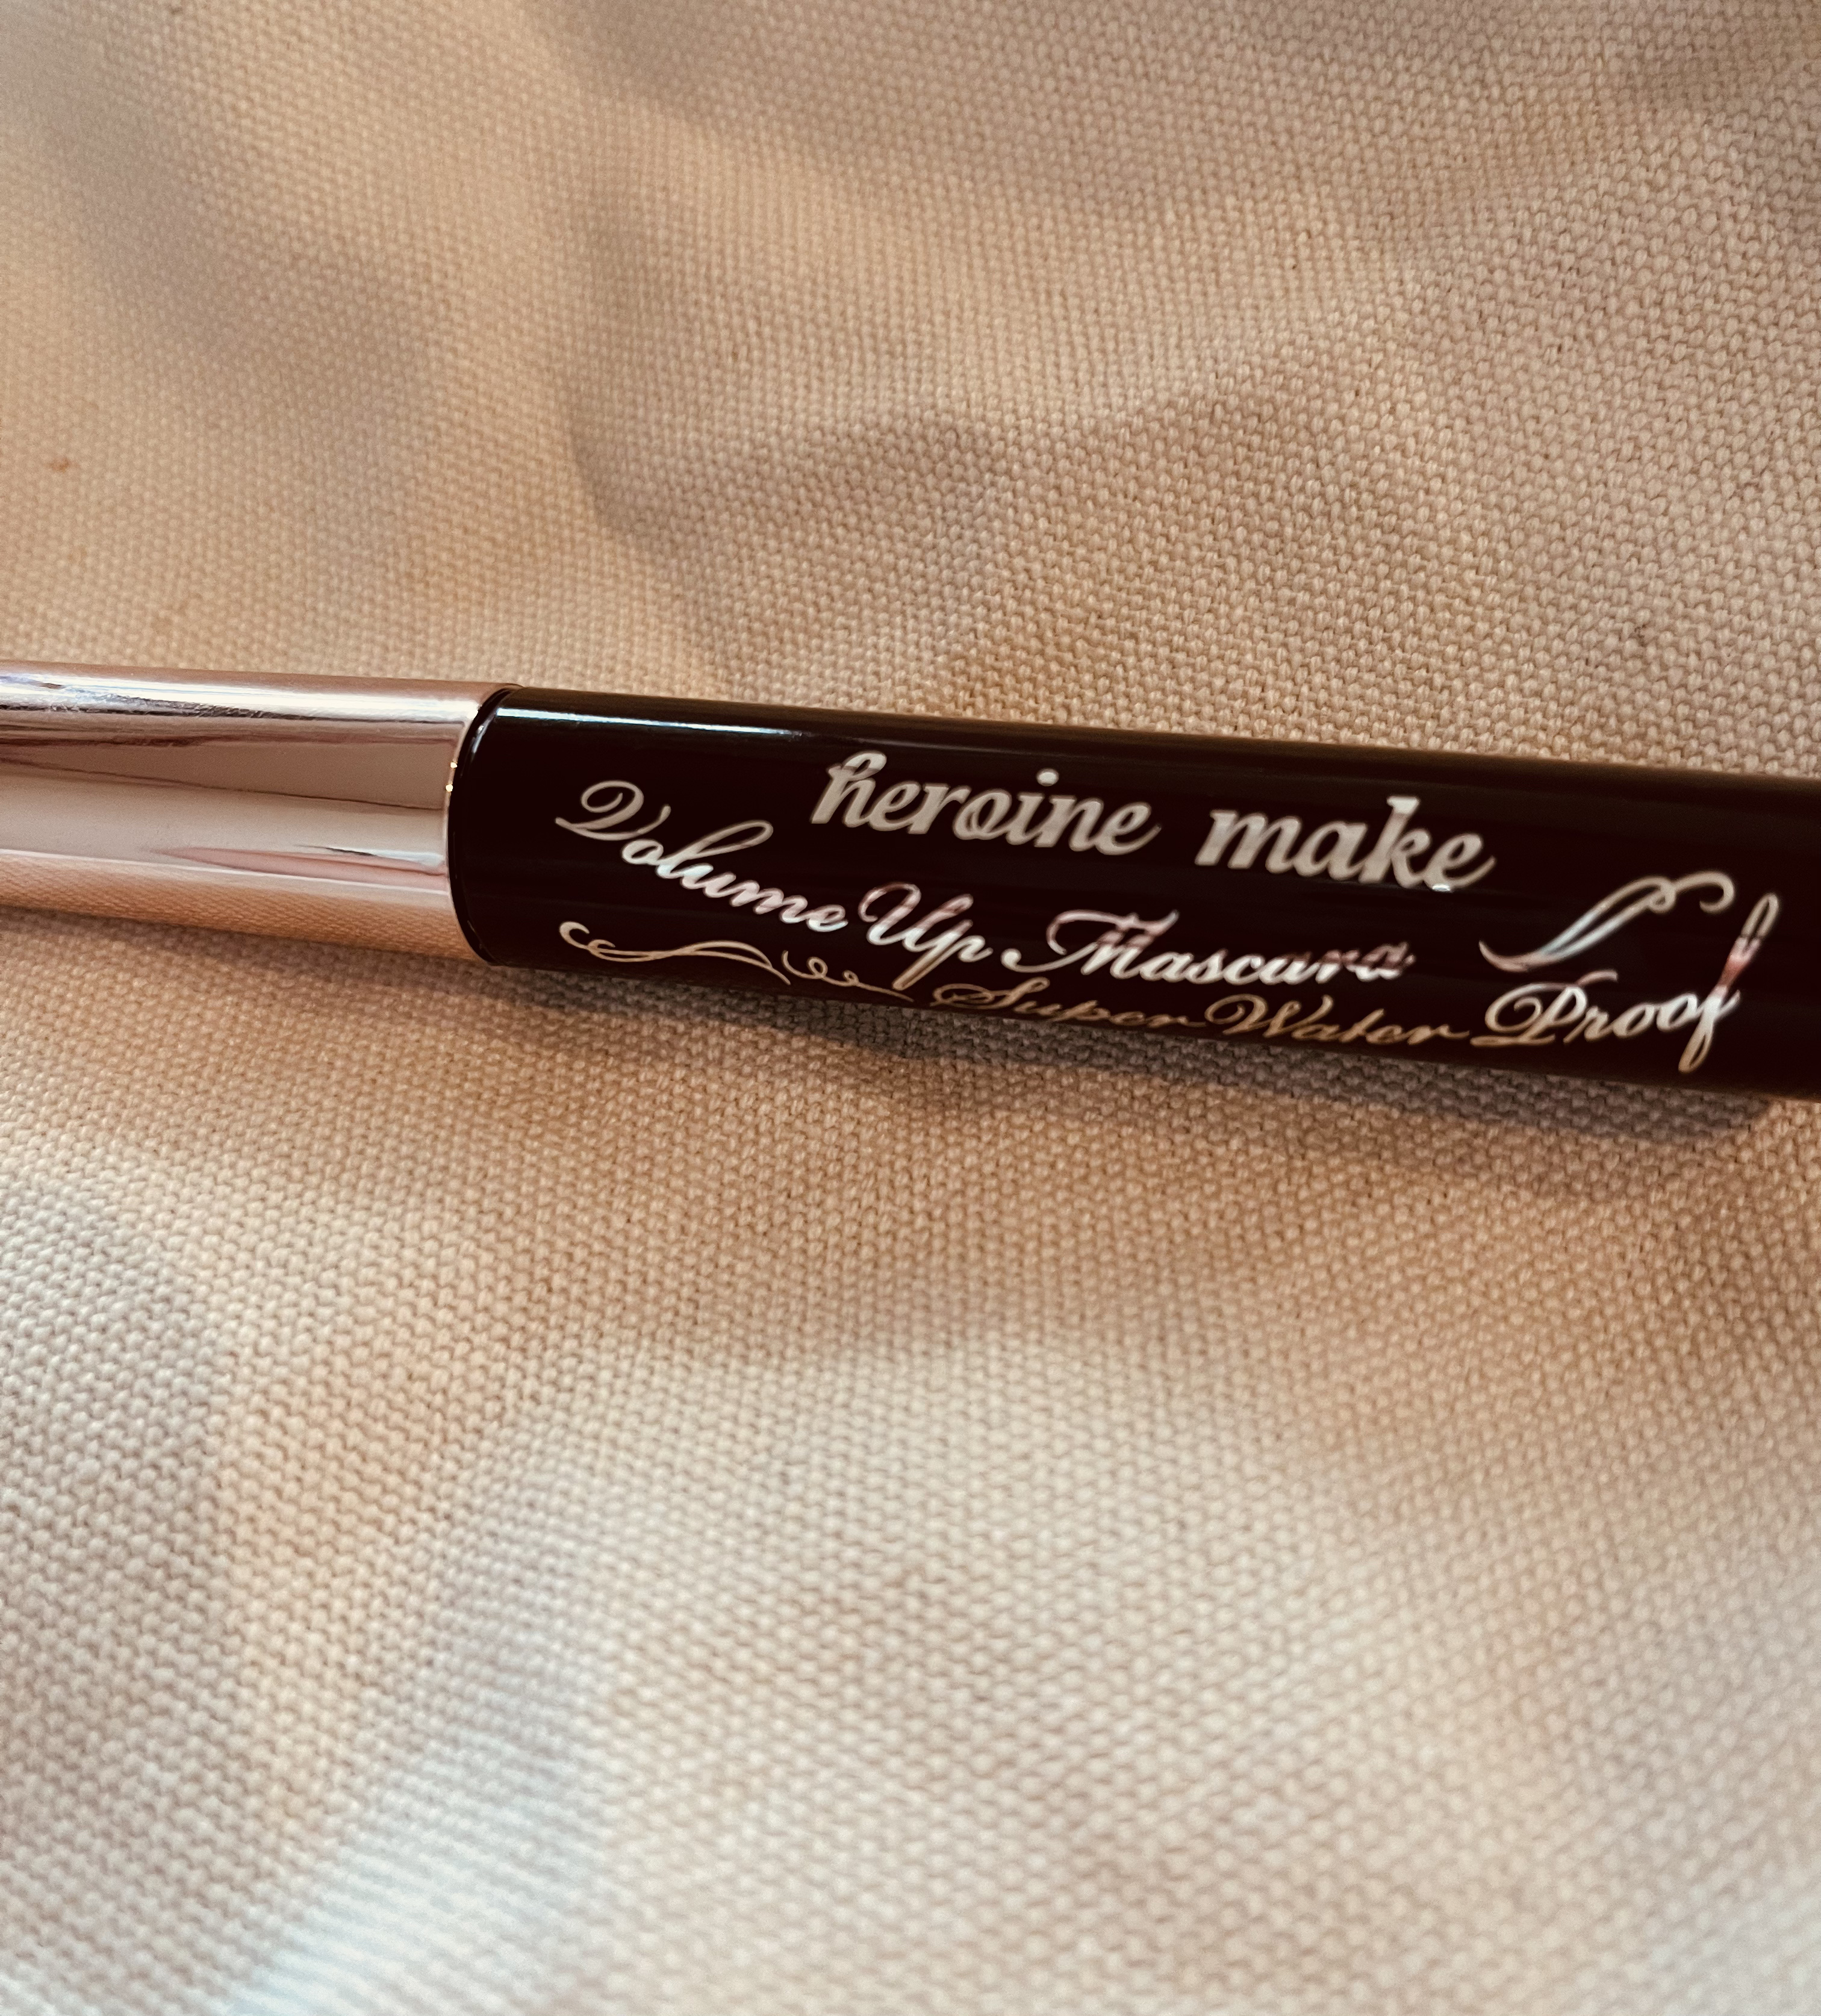 heroine make
Volume Up Mascara
Super Water Proof